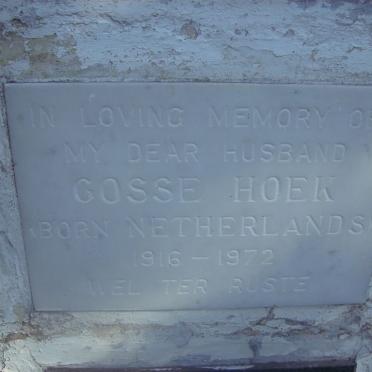 IN LOVING MEMORY OF
MY DEAR HUSBAND
GOSSE HOEK
(BORN NETHERLANDS)
1916 - 1972
WEL TER RUSTE